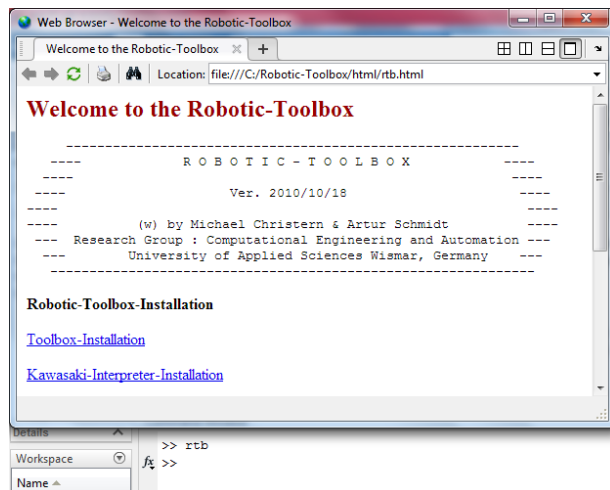 Web Browser - Welcome to the Robotic-Toolbox
Welcome to the Robotic-Toolbox
Location: file:///C:/Robotic-Toolbox/html/rtb.html
Welcome to the Robotic-Toolbox
-----------------------------------------------------------
---- R O B O T I C - T O O L B O X ----
---- ----
---- Ver. 2010/10/18 ----
---- ----
---- (w) by Michael Christern & Artur Schmidt ----
--- Research Group : Computational Engineering and Automation ---
--- University of Applied Sciences Wismar, Germany ---
---------------------------------------------------------------
Robotic-Toolbox-Installation
Toolbox-Installation
Kawasaki-Interpreter-Installation
Details
Workspace
Name
>> rtb
fx >>